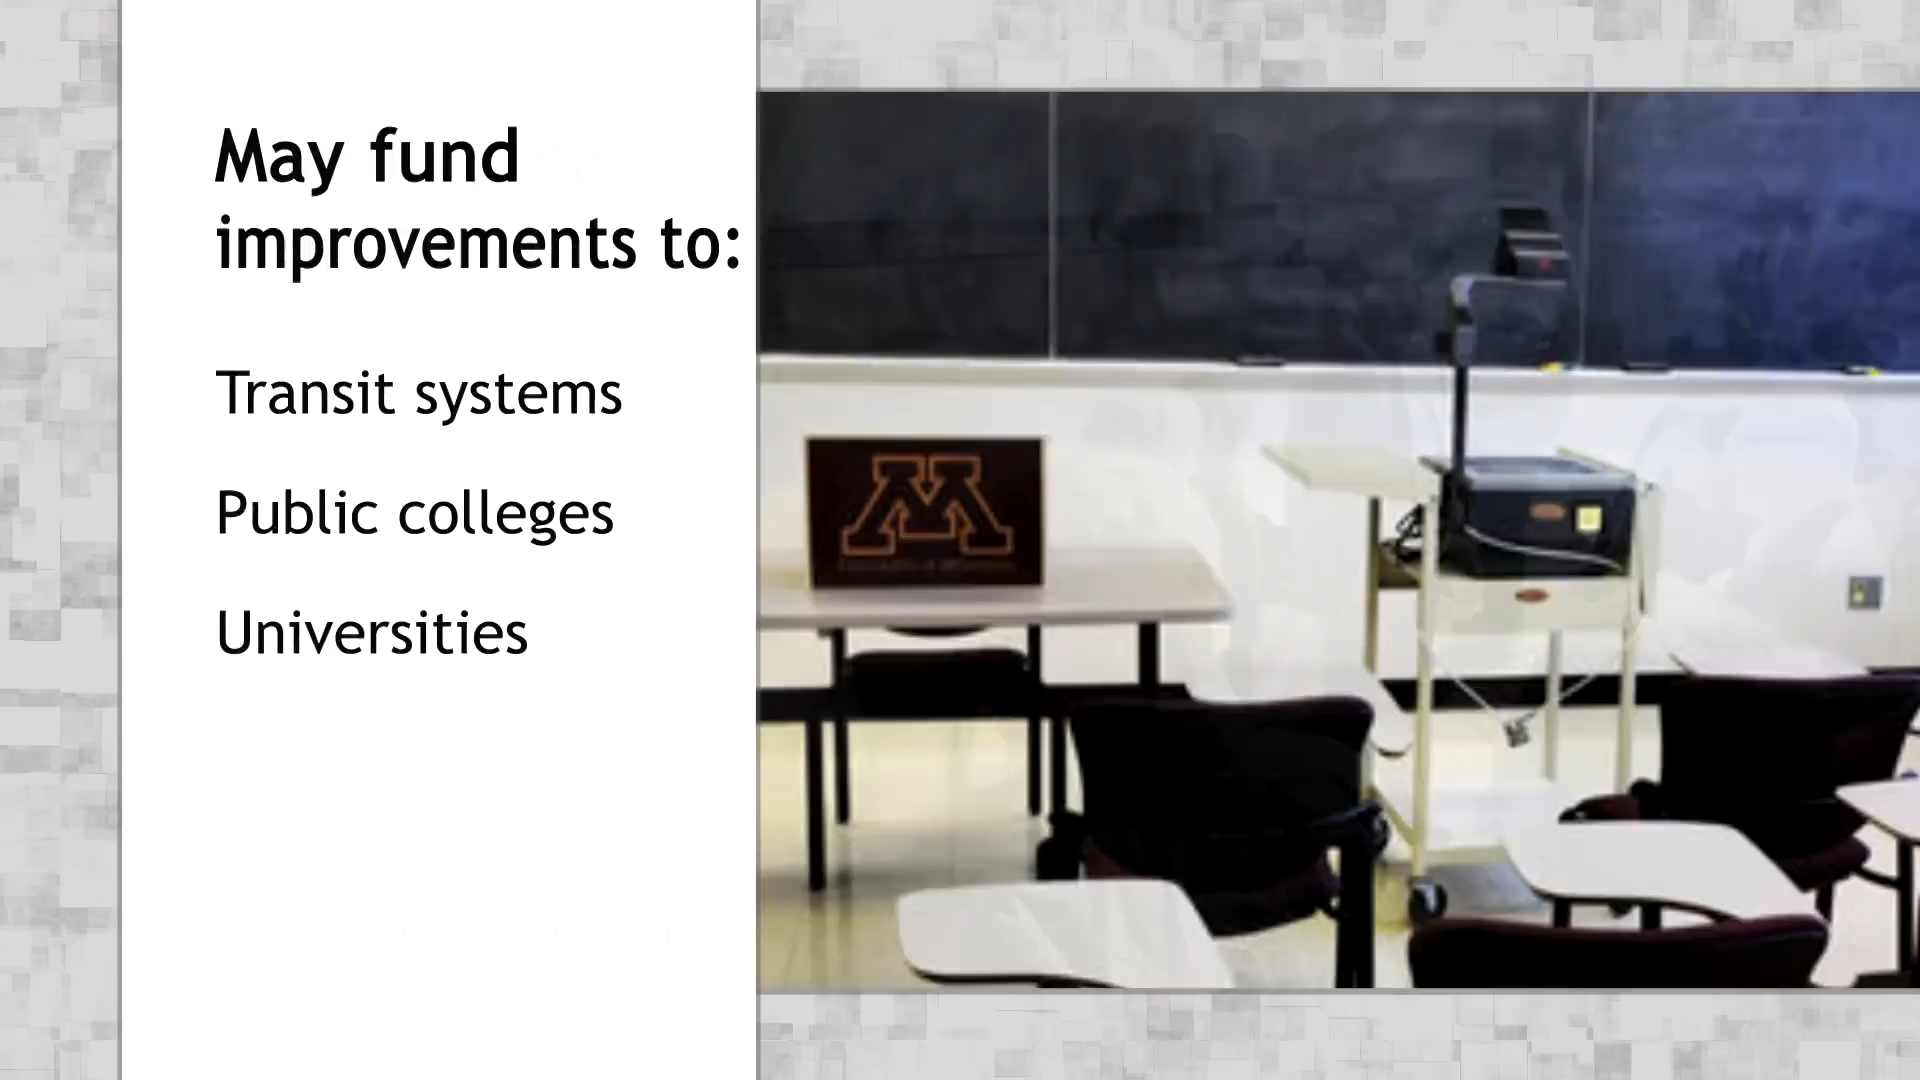 May fund
improvements to:
Transit systems
Public colleges
Universities
M